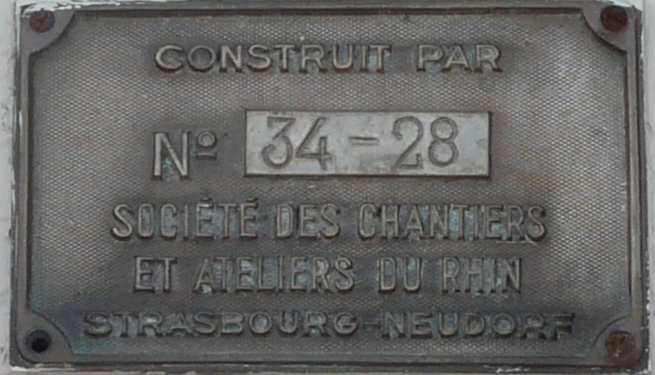 CONSTRUIT PAR
Nº 34-28
SOCIÉTÉ DES CHANTIERS
ET ATELIERS DU RHIN
STRASBOURG-NEUDORF